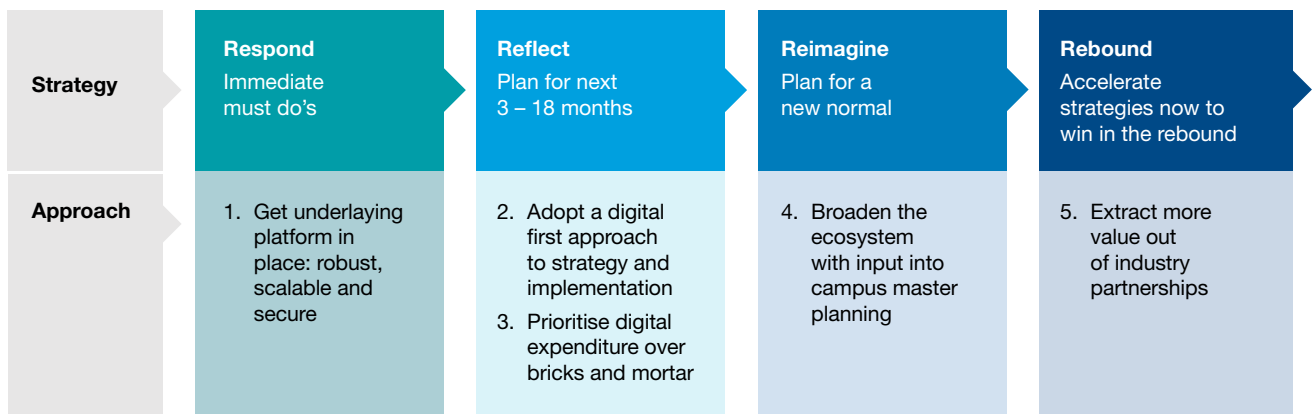 Strategy
Respond
Immediate
must do's
Reflect
Plan for next
3 – 18 months
Reimagine
Plan for a
new normal
Rebound
Accelerate
strategies now to
win in the rebound
Approach
1. Get underlaying
platform in
place: robust,
scalable and
secure
2. Adopt a digital
first approach
to strategy and
implementation
3. Prioritise digital
expenditure over
bricks and mortar
4. Broaden the
ecosystem
with input into
campus master
planning
5. Extract more
value out
of industry
partnerships